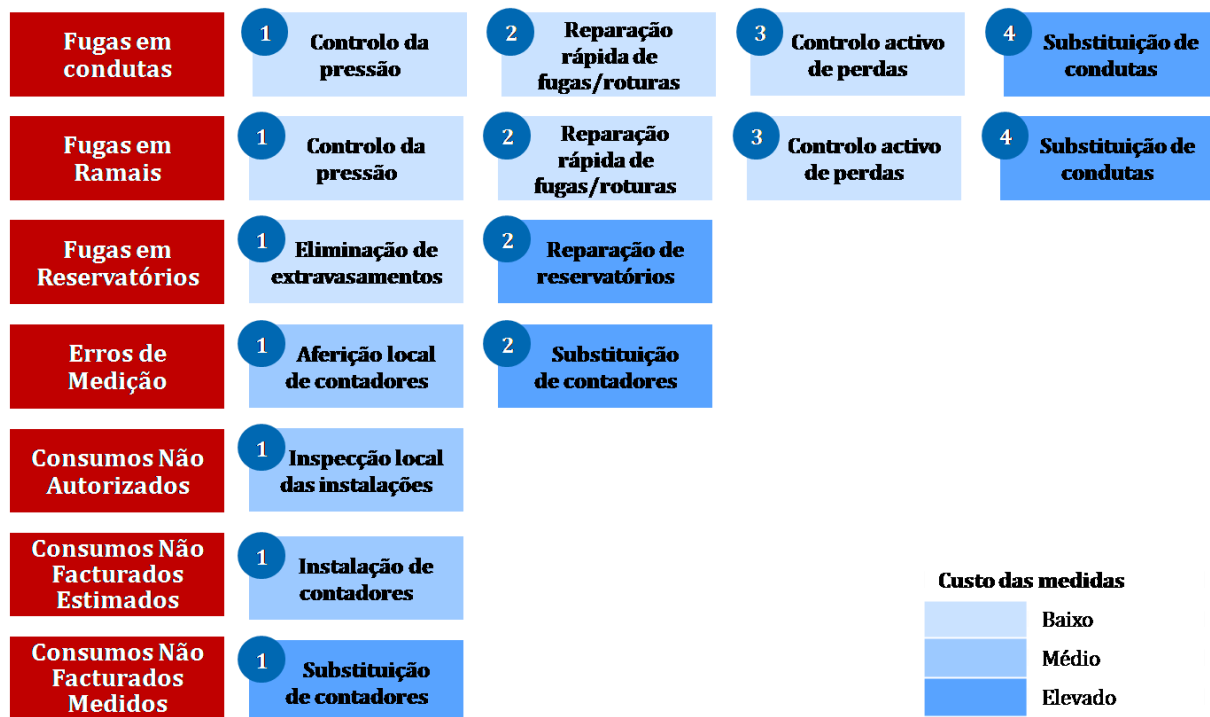 Fugas em
condutas
1
Controlo da
pressão
2
Reparação
rápida de
fugas/roturas
3
Controlo activo
de perdas
4
Substituição de
condutas
Fugas em
Ramais
1
Controlo da
pressão
2
Reparação
rápida de
fugas/roturas
3
Controlo activo
de perdas
4
Substituição de
condutas
Fugas em
Reservatórios
1
Eliminação de
extravasamentos
2
Reparação de
reservatórios
Erros de
Medição
1
Aferição local
de contadores
2
Substituição
de contadores
Consumos Não
Autorizados
1
Inspecção local
das instalações
Consumos Não
Facturados
Estimados
1
Instalação de
contadores
Consumos Não
Facturados
Medidos
1
Substituição
de contadores
Custo das medidas
Baixo
Médio
Elevado